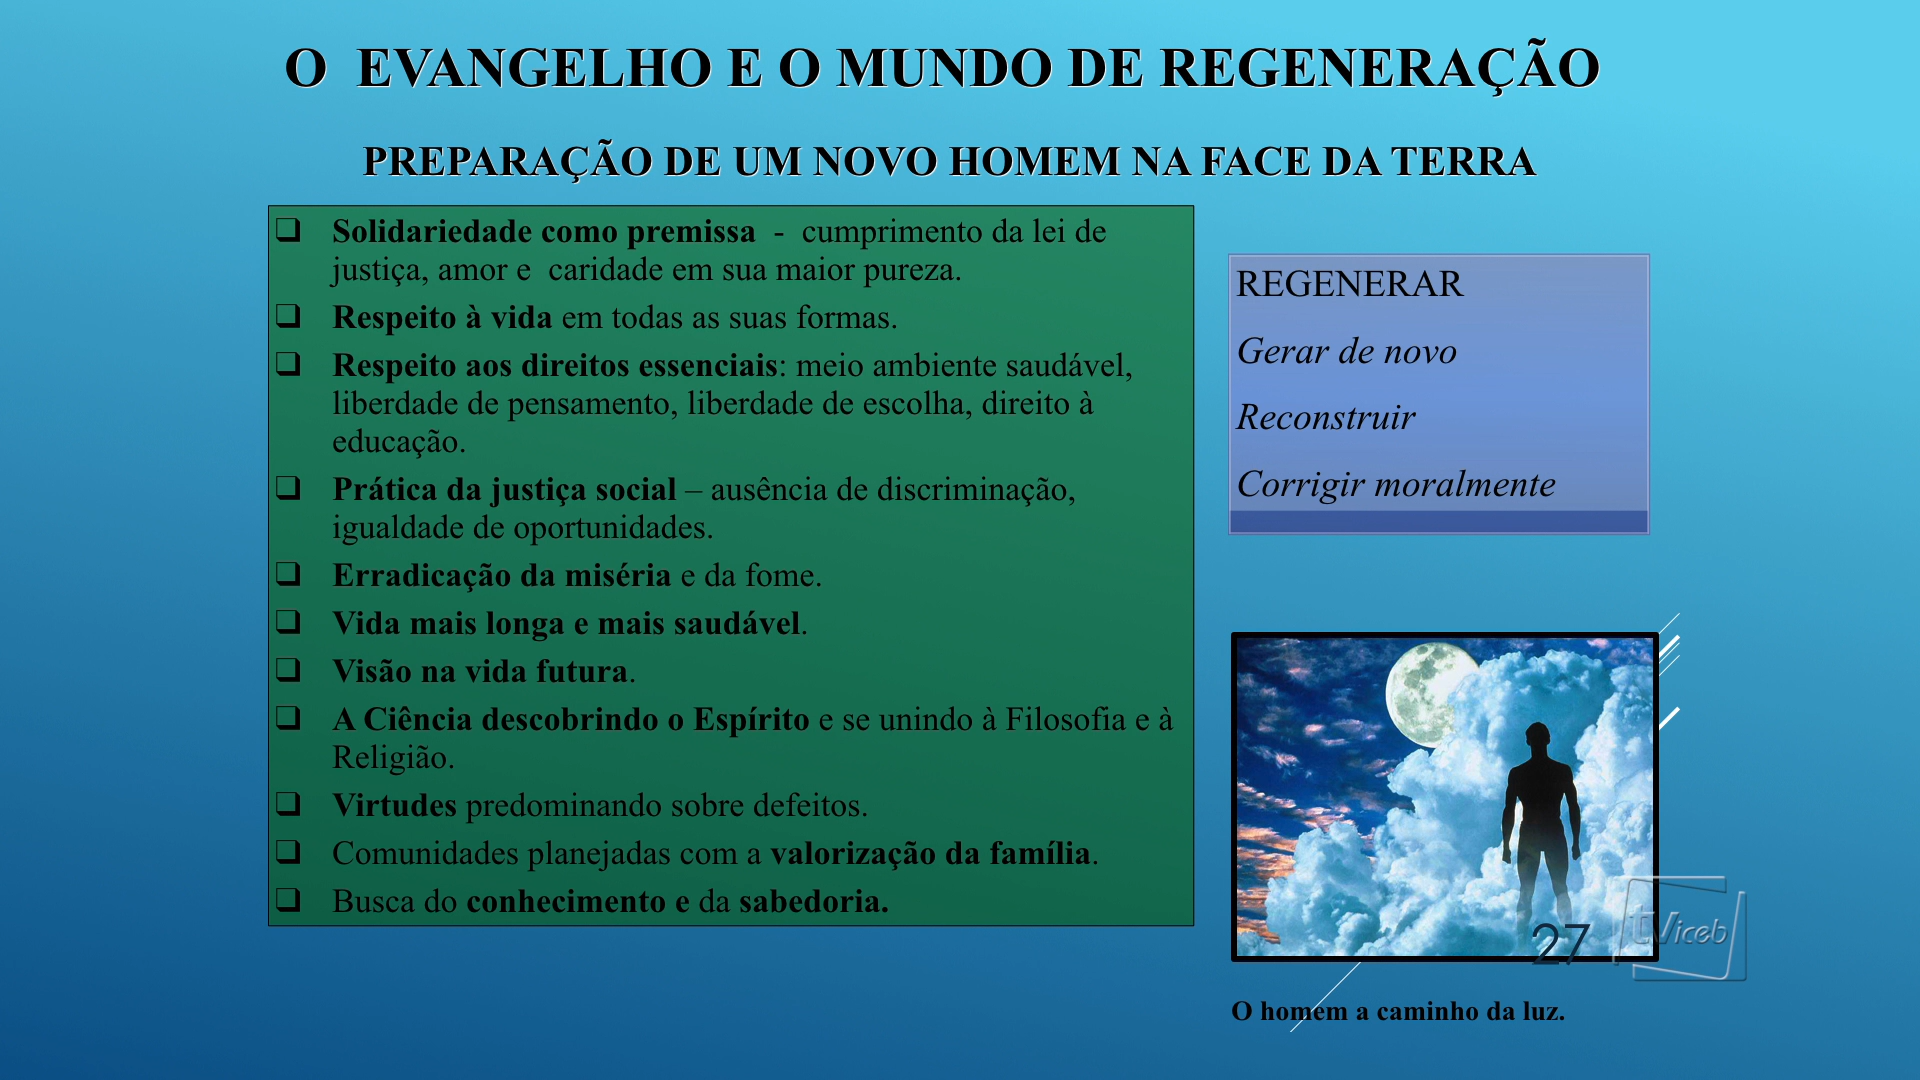 O EVANGELHO E O MUNDO DE REGENERAÇÃO
PREPARAÇÃO DE UM NOVO HOMEM NA FACE DA TERRA
❑ Solidariedade como premissa - cumprimento da lei de
justiça, amor e caridade em sua maior pureza.
❑ Respeito à vida em todas as suas formas.
❑ Respeito aos direitos essenciais: meio ambiente saudável,
liberdade de pensamento, liberdade de escolha, direito à
educação.
❑ Prática da justiça social – ausência de discriminação,
igualdade de oportunidades.
❑ Erradicação da miséria e da fome.
❑ Vida mais longa e mais saudável.
❑ Visão na vida futura.
❑ A Ciência descobrindo o Espírito e se unindo à Filosofia e à
Religião.
❑ Virtudes predominando sobre defeitos.
❑ Comunidades planejadas com a valorização da família.
❑ Busca do conhecimento e da sabedoria.
REGENERAR
Gerar de novo
Reconstruir
Corrigir moralmente
27
tViceb
O homem a caminho da luz.